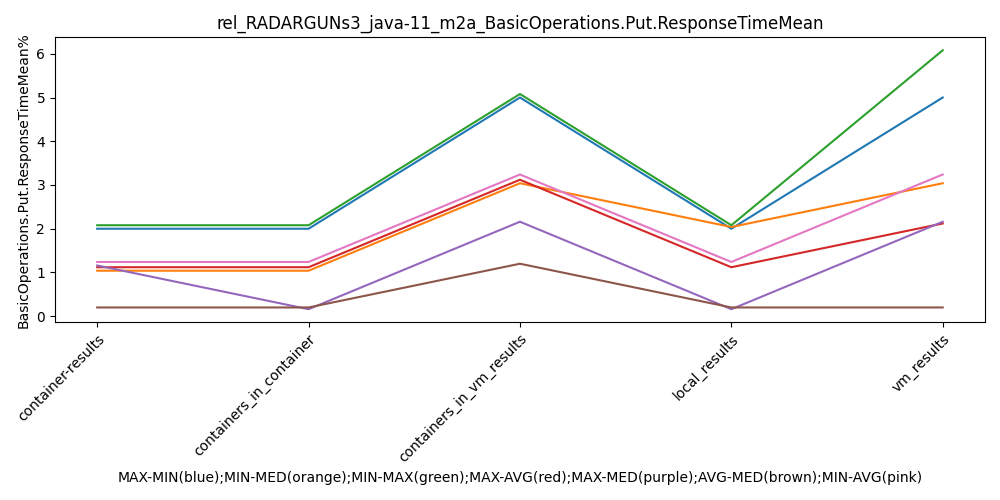 rel_RADARGUNs3_java-11_m2a_BasicOperations.Put.ResponseTimeMean
BasicOperations.Put.ResponseTimeMean%
6
5
4
3
2
1
0
container-results
containers_in_container
containers_in_vm_results
local_results
vm_results
MAX-MIN(blue);MIN-MED(orange);MIN-MAX(green);MAX-AVG(red);MAX-MED(purple);AVG-MED(brown);MIN-AVG(pink)